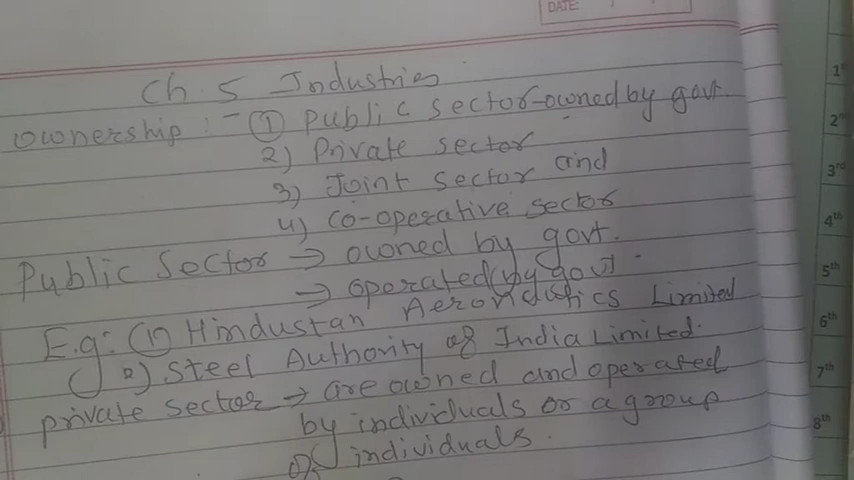 DATE:
Ch. 5 Industries
ownership :- ① public sector-owned by govt.
2) Private sector
3) Joint sector and
4) co-operative sector
Public Sector → owned by govt.
→ operated by govt.
E.g: (1) Hindustan Aeronautics Limited
2) Steel Authority of India Limited.
private sector → are owned and operated
by individuals or a group
of individuals.
1st
2nd
3rd
4th
5th
6th
7th
8th